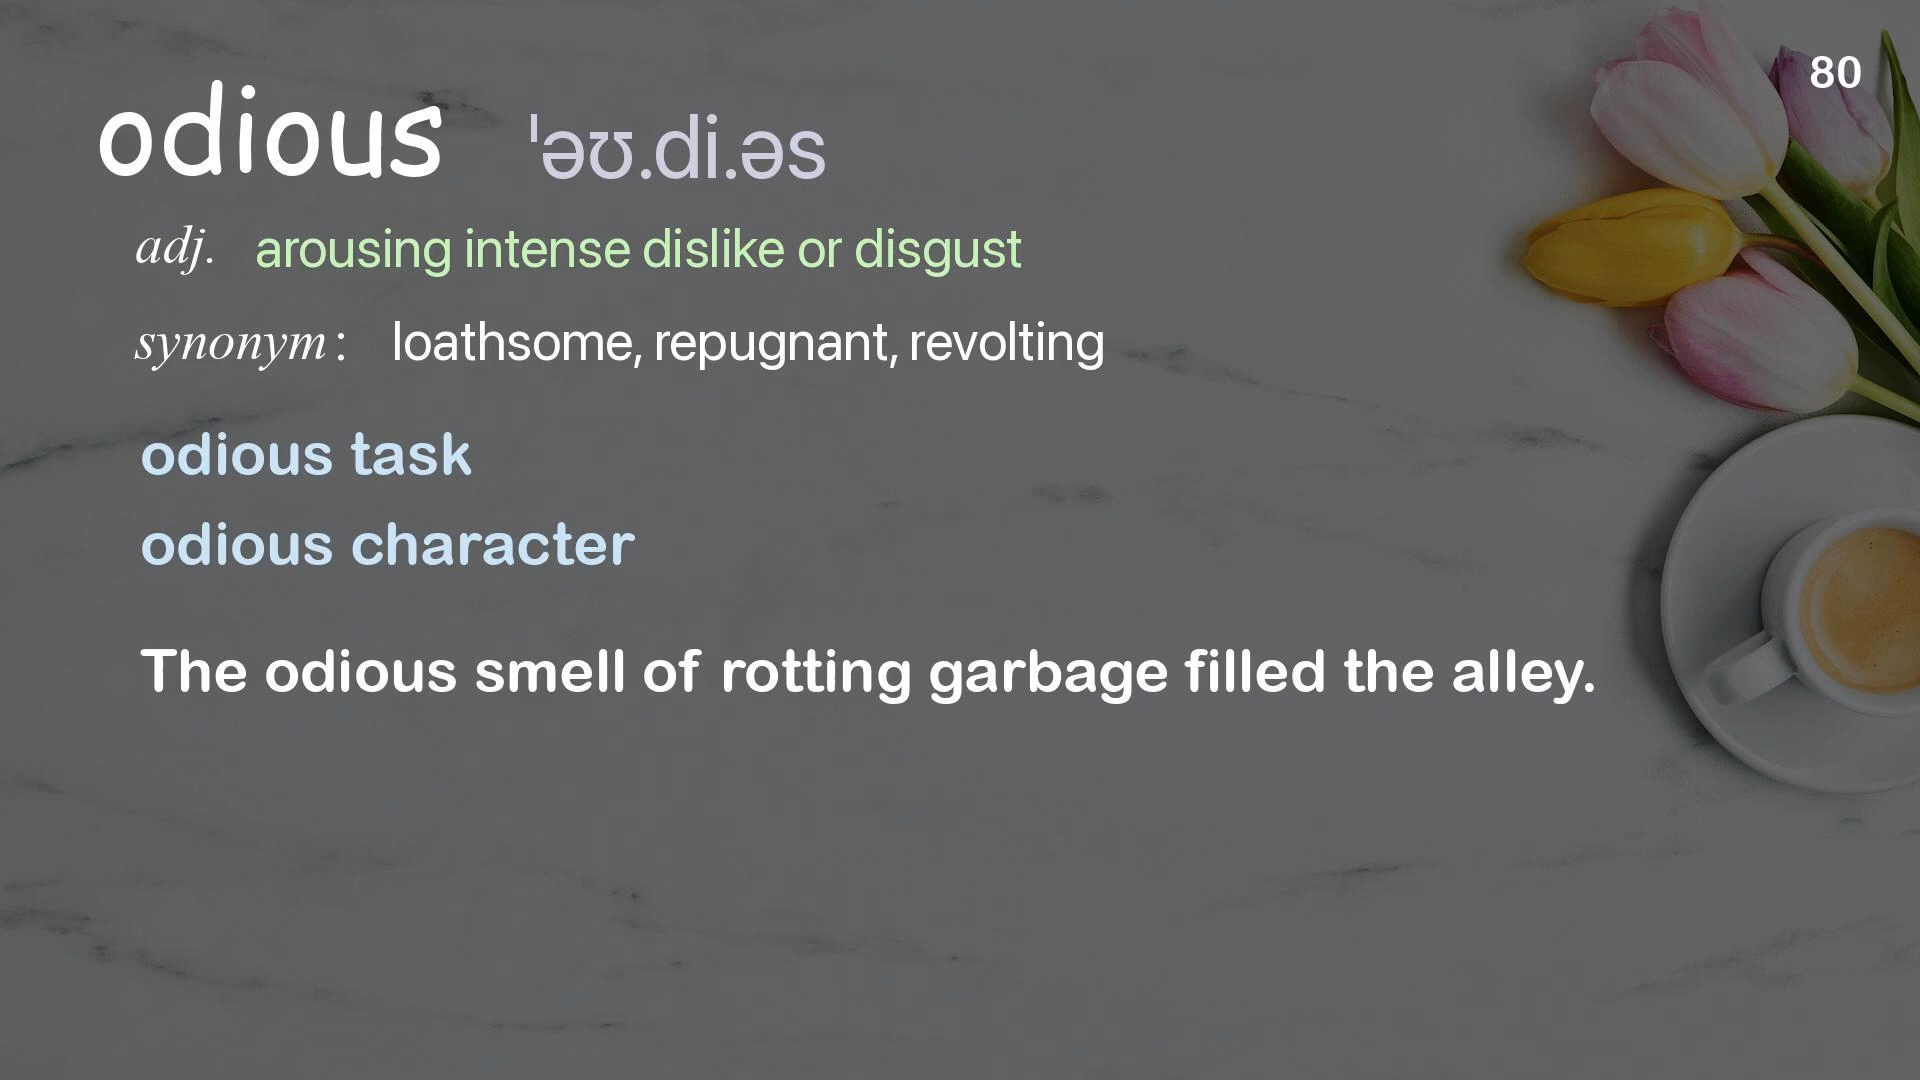 80
odious ˈəʊ.di.əs
adj. arousing intense dislike or disgust
synonym: loathsome, repugnant, revolting
odious task
odious character
The odious smell of rotting garbage filled the alley.